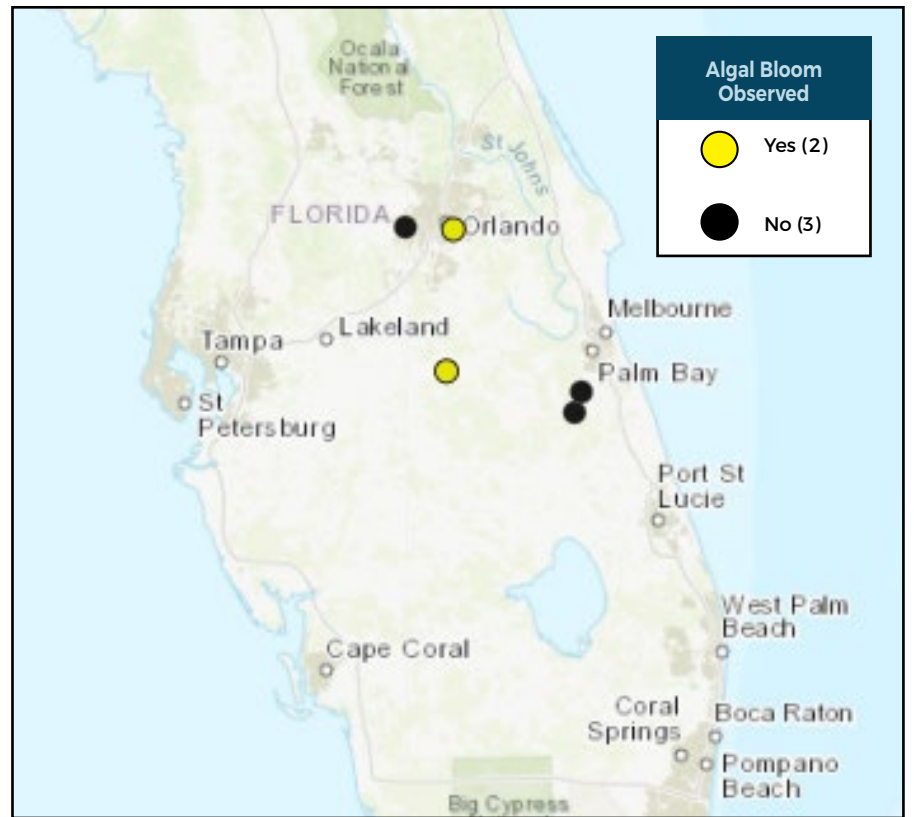 Ocala
National
Forest
Algal Bloom
Observed
Yes (2)
No (3)
St Johns
FLORIDA
Orlando
Melbourne
Lakeland
Tampa
Palm Bay
St
Petersburg
Port St
Lucie
West Palm
Beach
Cape Coral
Coral
Springs
Boca Raton
Pompano
Beach
Big Cypress